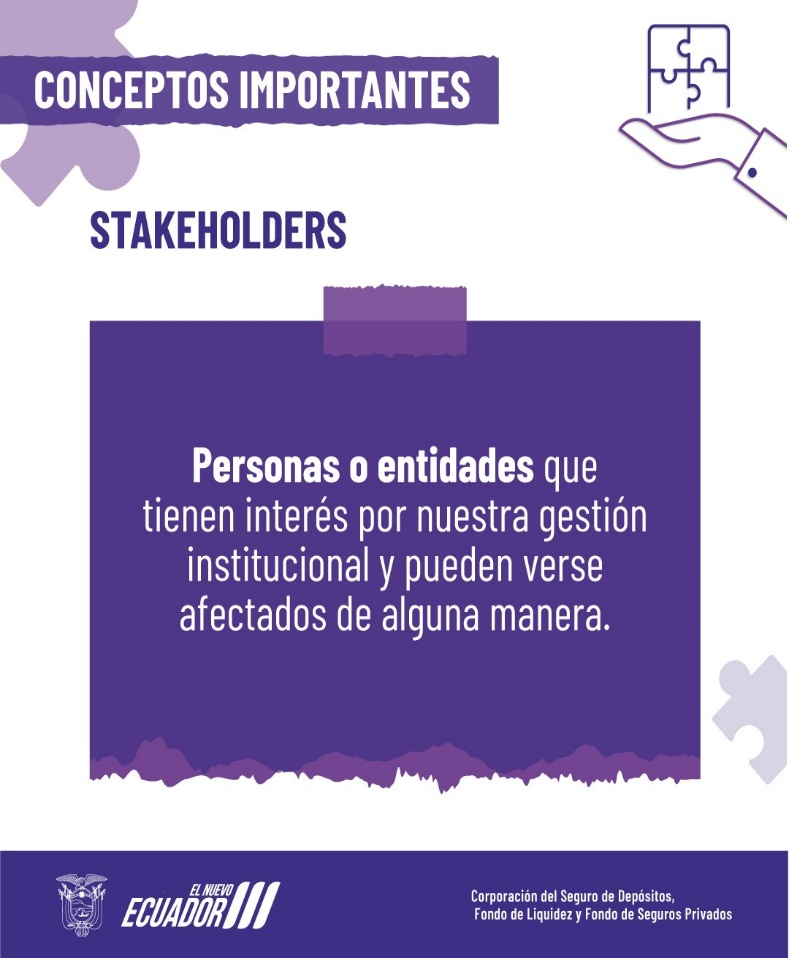 CONCEPTOS IMPORTANTES
STAKEHOLDERS
Personas o entidades que
tienen interés por nuestra gestión
institucional y pueden verse
afectados de alguna manera.
EL NUEVO
ECUADOR
Corporación del Seguro de Depósitos,
Fondo de Liquidez y Fondo de Seguros Privados